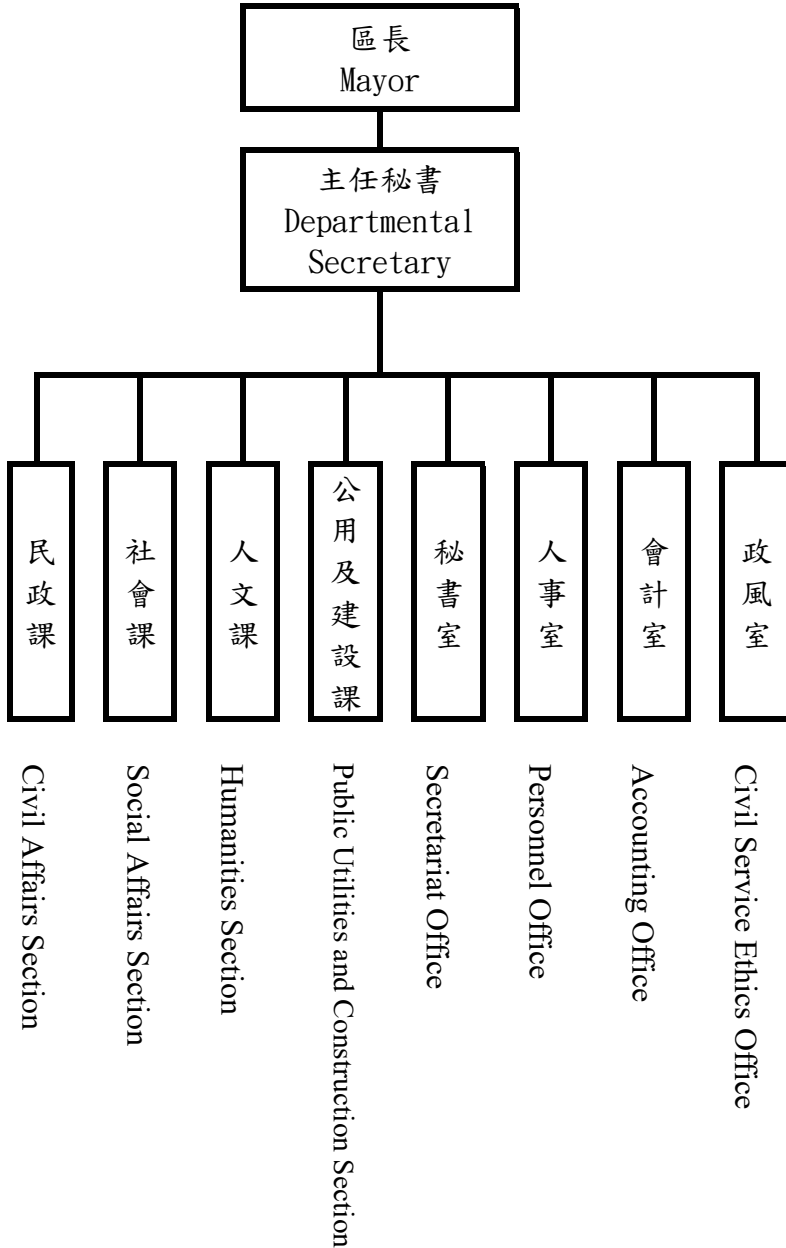 區長
Mayor
主任秘書
Departmental
Secretary
民政課
社會課
人文課
公用及建設課
秘書室
人事室
會計室
政風室
Civil Affairs Section
Social Affairs Section
Humanities Section
Public Utilities and Construction Section
Secretariat Office
Personnel Office
Accounting Office
Civil Service Ethics Office